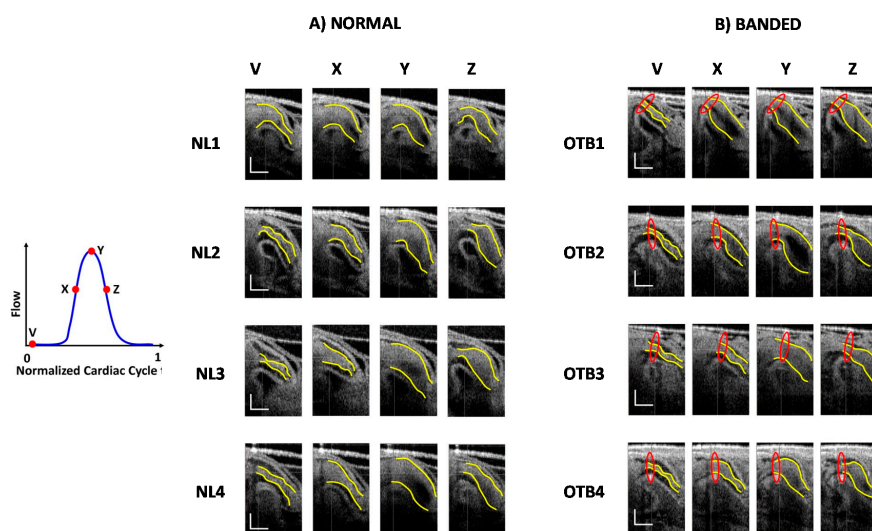 A) NORMAL
B) BANDED
V X Y Z
V X Y Z
NL1
OTB1
NL2
OTB2
NL3
OTB3
NL4
OTB4
Flow
Y
X
Z
V
0
1
Normalized Cardiac Cycle t